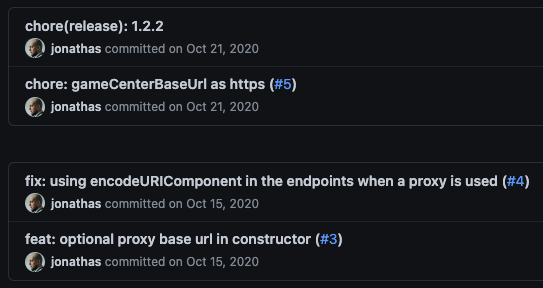 chore(release): 1.2.2
jonathas committed on Oct 21, 2020
chore: gameCenterBaseUrl as https (#5)
jonathas committed on Oct 21, 2020
fix: using encodeURIComponent in the endpoints when a proxy is used (#4)
jonathas committed on Oct 15, 2020
feat: optional proxy base url in constructor (#3)
jonathas committed on Oct 15, 2020